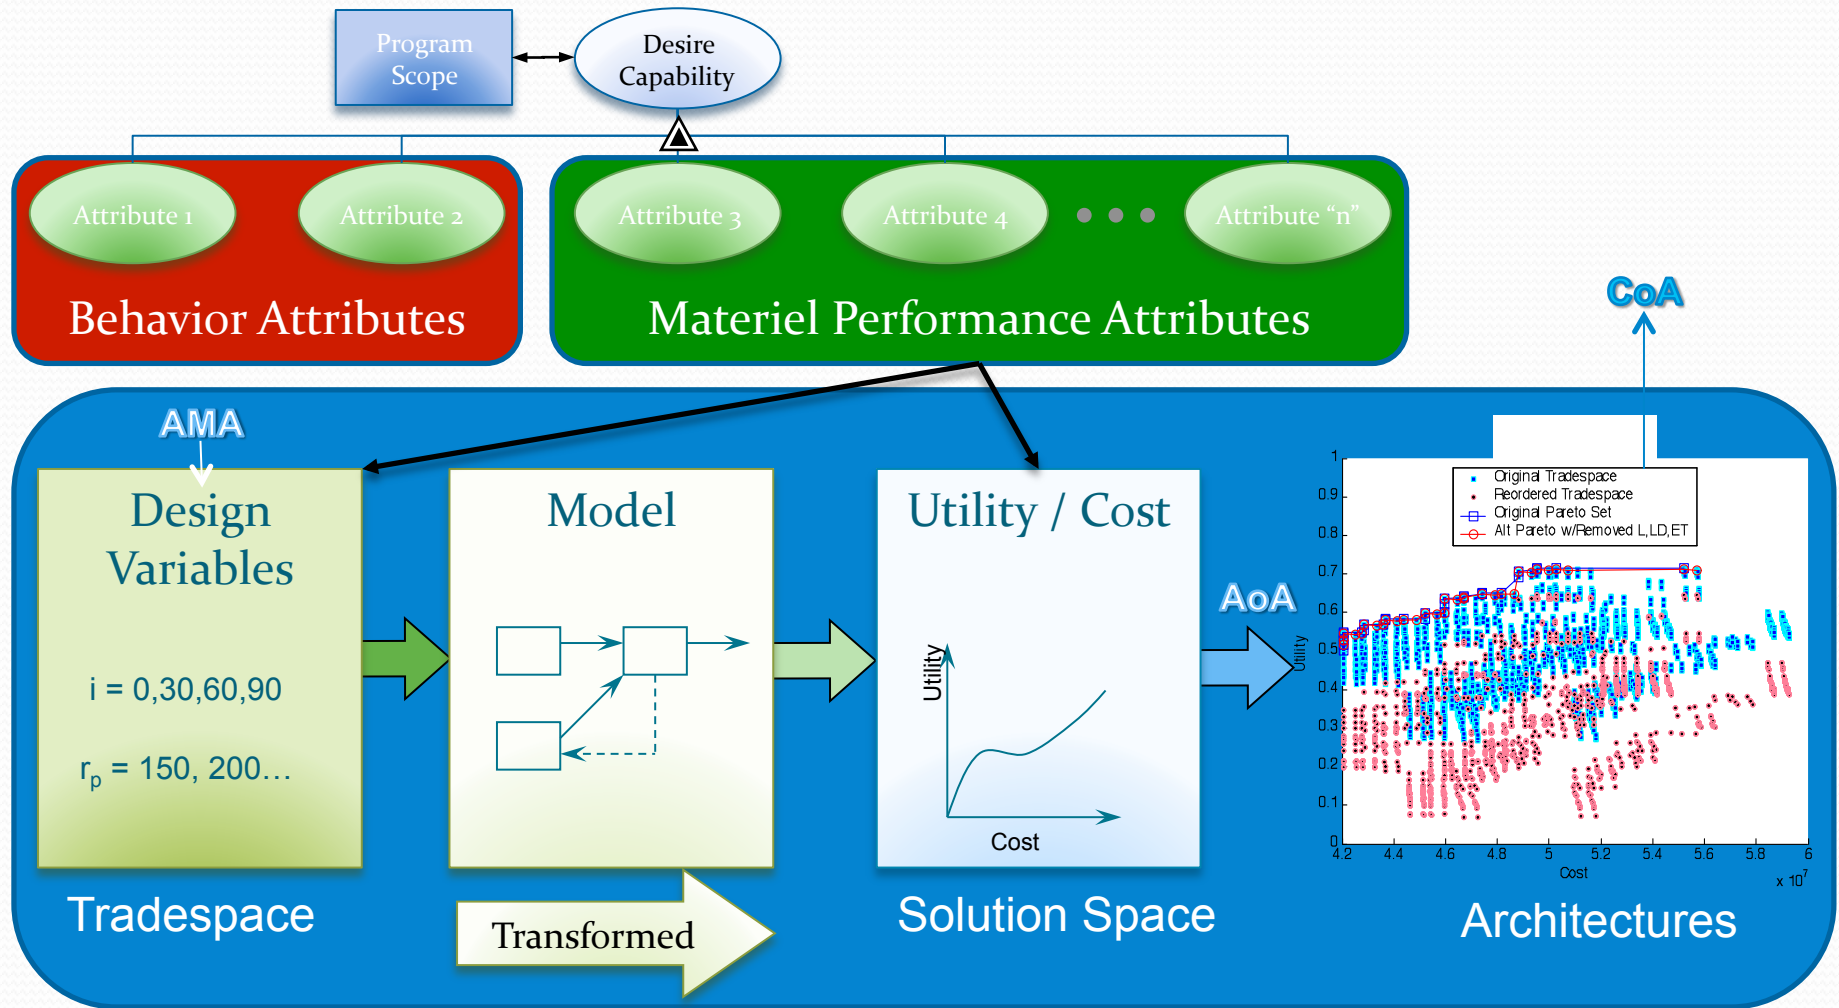 Program
Scope
Desire
Capability
Attribute 1
Attribute 2
Attribute 3
Attribute 4
Attribute “n”
Behavior Attributes
Materiel Performance Attributes
CoA
AMA
Design
Variables
i = 0,30,60,90
rp = 150, 200…
Model
Utility / Cost
Utility
Cost
AoA
Original Tradespace
Reordered Tradespace
Original Pareto Set
Alt Pareto w/Removed L,LD,ET
1
0.9
0.8
0.7
0.6
0.5
0.4
0.3
0.2
0.1
0
Utility
4.2 4.4 4.6 4.8 5 5.2 5.4 5.6 5.8 6
Cost
x 10^7
Tradespace
Transformed
Solution Space
Architectures